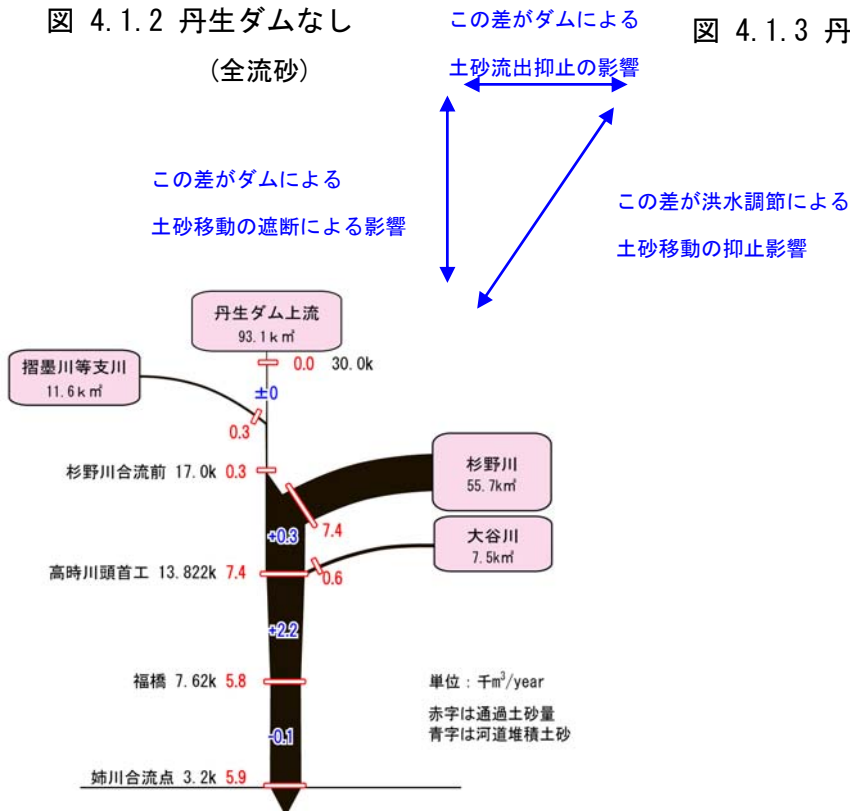 図 4.1.2 丹生ダムなし
(全流砂)
この差がダムによる
土砂流出抑止の影響
図 4.1.3 丹
この差がダムによる
土砂移動の遮断による影響
この差が洪水調節による
土砂移動の抑止影響
丹生ダム上流
93.1k㎡
0.0 30.0k
摺墨川等支川
11.6k㎡
±0
0.3
杉野川合流前 17.0k 0.3
杉野川
55.7k㎡
7.4
+0.3
大谷川
7.5k㎡
高時川頭首工 13.822k 7.4
0.6
+2.2
福橋 7.62k 5.8
単位：千m³/year
赤字は通過土砂量
青字は河道堆積土砂
-0.1
姉川合流点 3.2k 5.9